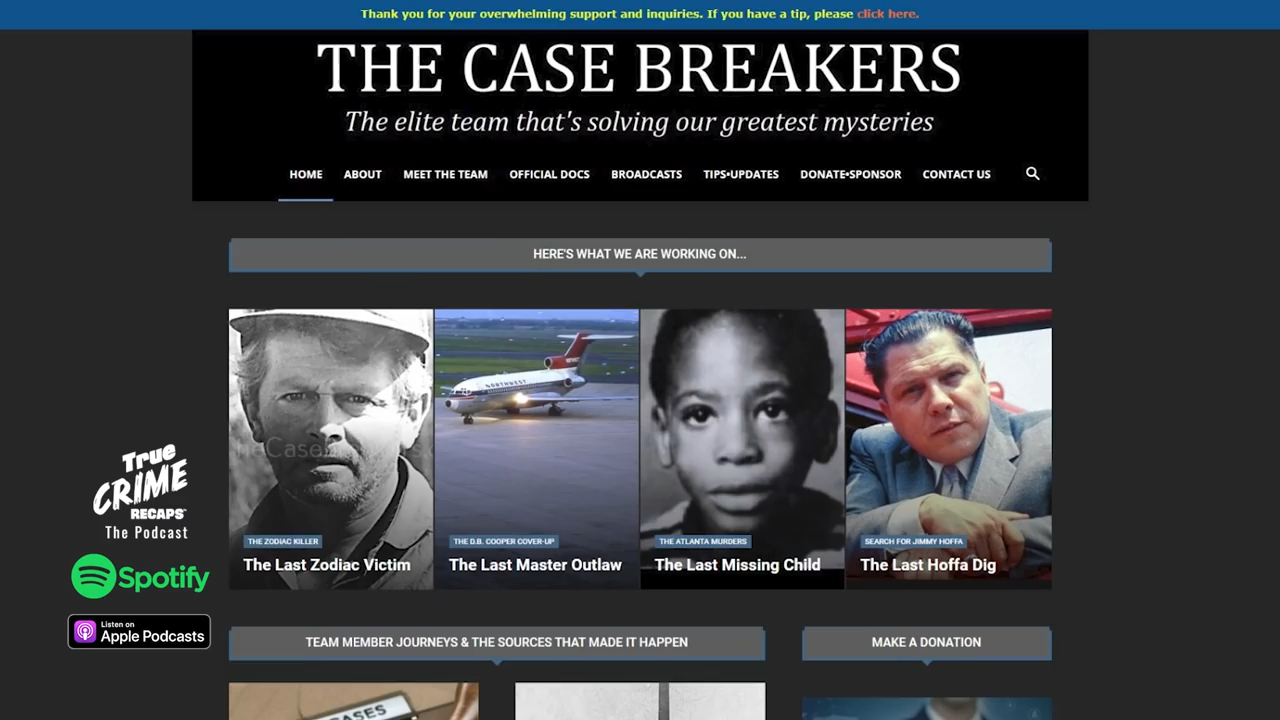 Thank you for your overwhelming support and inquiries. If you have a tip, please click here.
THE CASE BREAKERS
The elite team that's solving our greatest mysteries
HOME ABOUT MEET THE TEAM OFFICIAL DOCS BROADCASTS TIPS•UPDATES DONATE•SPONSOR CONTACT US
HERE'S WHAT WE ARE WORKING ON...
NORTHWEST
THE ZODIAC KILLER
The Last Zodiac Victim
THE D.B. COOPER COVER-UP
The Last Master Outlaw
THE ATLANTA MURDERS
The Last Missing Child
SEARCH FOR JIMMY HOFFA
The Last Hoffa Dig
True
CRIME
RECAPS
The Podcast
Spotify
Listen on
Apple Podcasts
TEAM MEMBER JOURNEYS & THE SOURCES THAT MADE IT HAPPEN
MAKE A DONATION
CASES